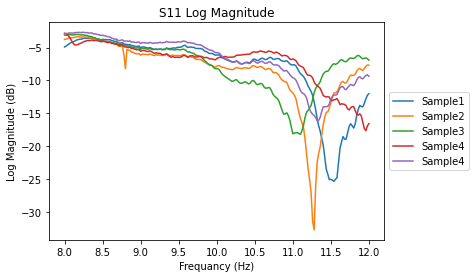 S11 Log Magnitude
Log Magnitude (dB)
−5
−10
−15
−20
−25
−30
8.0 8.5 9.0 9.5 10.0 10.5 11.0 11.5 12.0
Frequancy (Hz)
Sample1
Sample2
Sample3
Sample4
Sample4